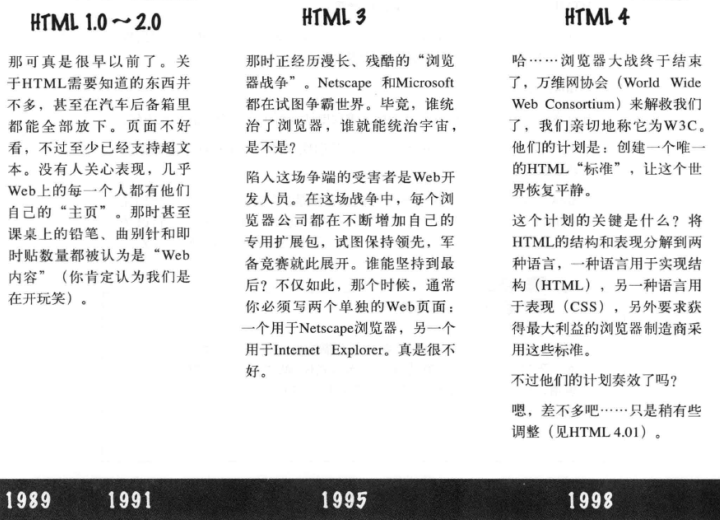 HTML 1.0～2.0
那可真是很早以前了。关
于HTML需要知道的东西并
不多，甚至在汽车后备箱里
都能全部放下。页面不好
看，不过至少已经支持超文
本。没有人关心表现，几乎
Web上的每一个人都有他们
自己的“主页”。那时甚至
课桌上的铅笔、曲别针和即
时贴数量都被认为是“Web
内容”（你肯定认为我们是
在开玩笑）。
HTML 3
那时正经历漫长、残酷的“浏览
器战争”。Netscape 和Microsoft
都在试图争霸世界。毕竟，谁统
治了浏览器，谁就能统治宇宙，
是不是？
陷入这场争端的受害者是Web开
发人员。在这场战争中，每个浏
览器公司都在不断增加自己的
专用扩展包，试图保持领先，军
备竞赛就此展开。谁能坚持到最
后？不仅如此，那个时候，通常
你必须写两个单独的Web页面：
一个用于Netscape浏览器，另一个
用于Internet Explorer。真是很不
好。
HTML 4
哈……浏览器大战终于结束
了，万维网协会（World Wide
Web Consortium）来解救我们
了，我们亲切地称它为W3C。
他们的计划是：创建一个唯一
的HTML“标准”，让这个世
界恢复平静。
这个计划的关键是什么？将
HTML的结构和表现分解到两
种语言，一种语言用于实现结
构（HTML），另一种语言用
于表现（CSS），另外要求获
得最大利益的浏览器制造商采
用这些标准。
不过他们的计划奏效了吗？
嗯，差不多吧……只是稍有些
调整（见HTML 4.01）。
1989 1991 1995 1998